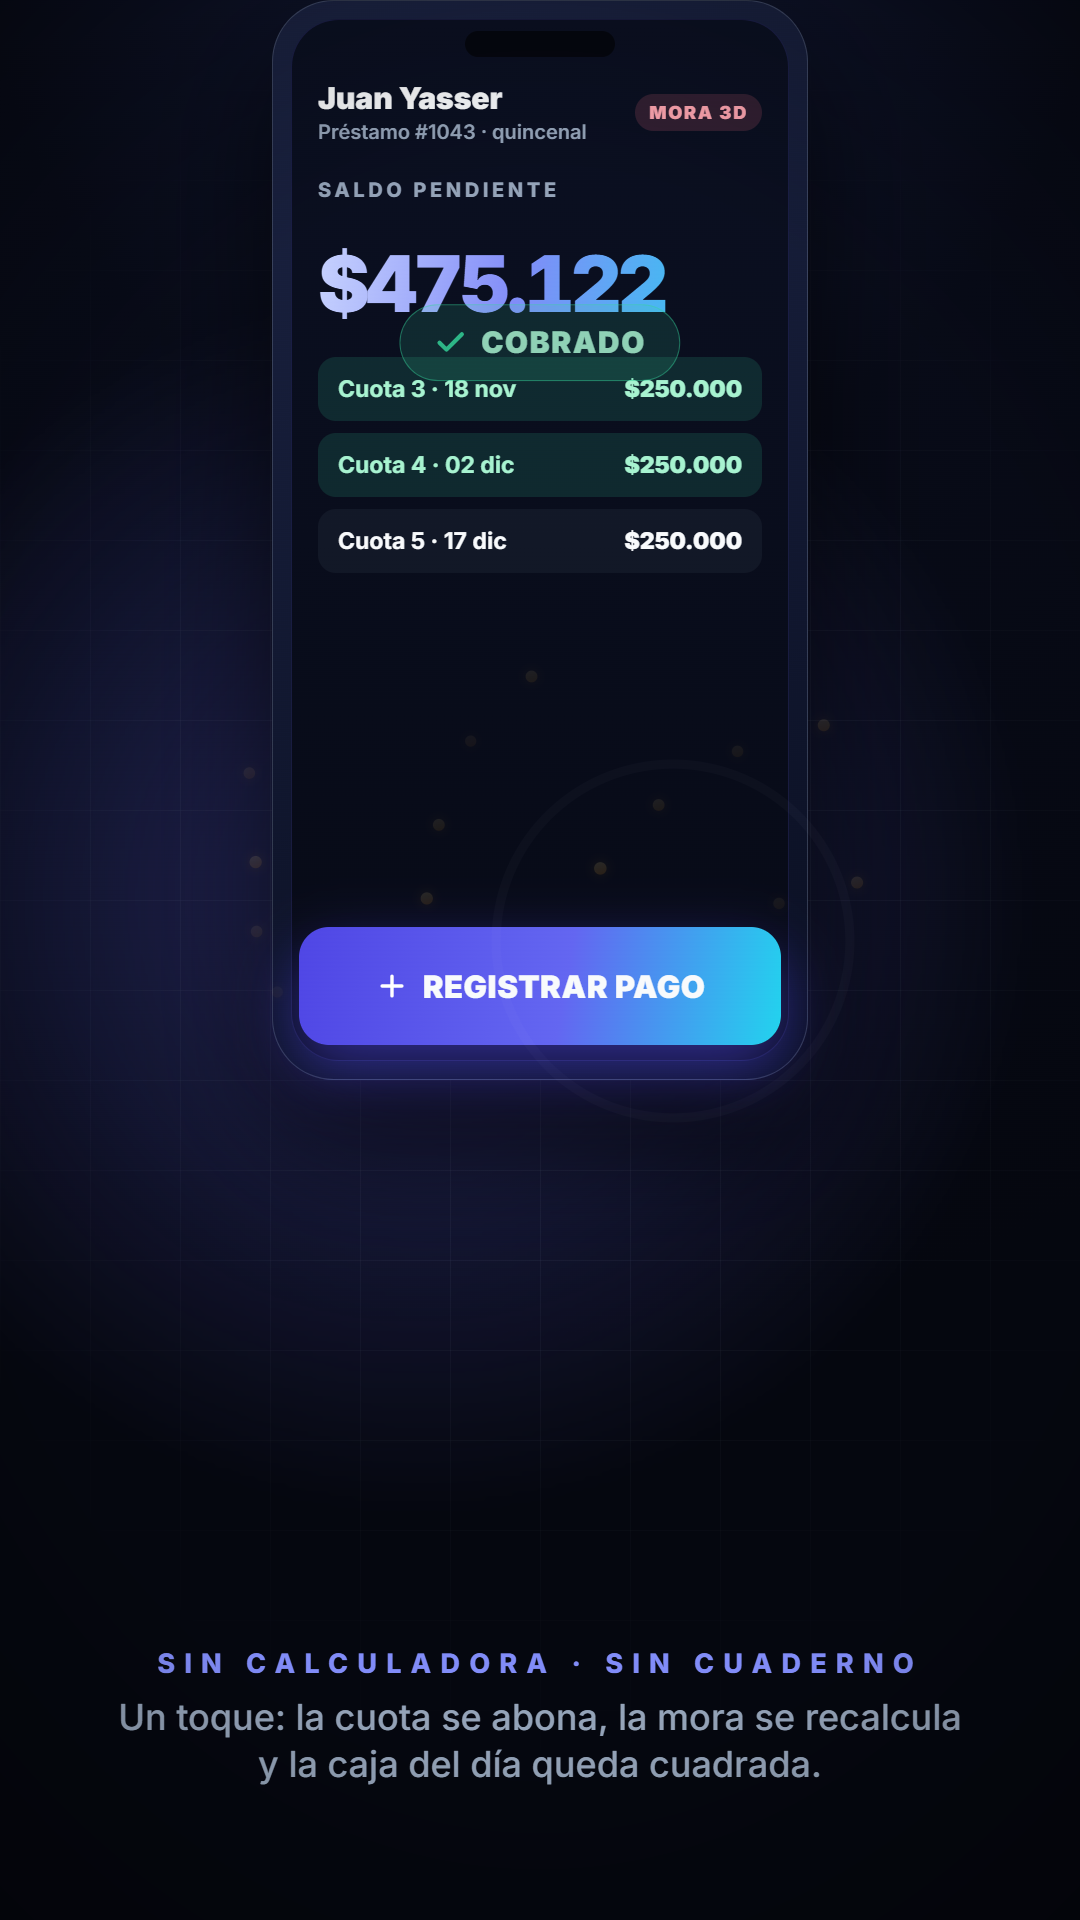 Juan Yasser
MORA 3D
Préstamo #1043 · quincenal
SALDO PENDIENTE
$475.122
COBRADO
Cuota 3 · 18 nov $250.000
Cuota 4 · 02 dic $250.000
Cuota 5 · 17 dic $250.000
+ REGISTRAR PAGO
SIN CALCULADORA · SIN CUADERNO
Un toque: la cuota se abona, la mora se recalcula
y la caja del día queda cuadrada.